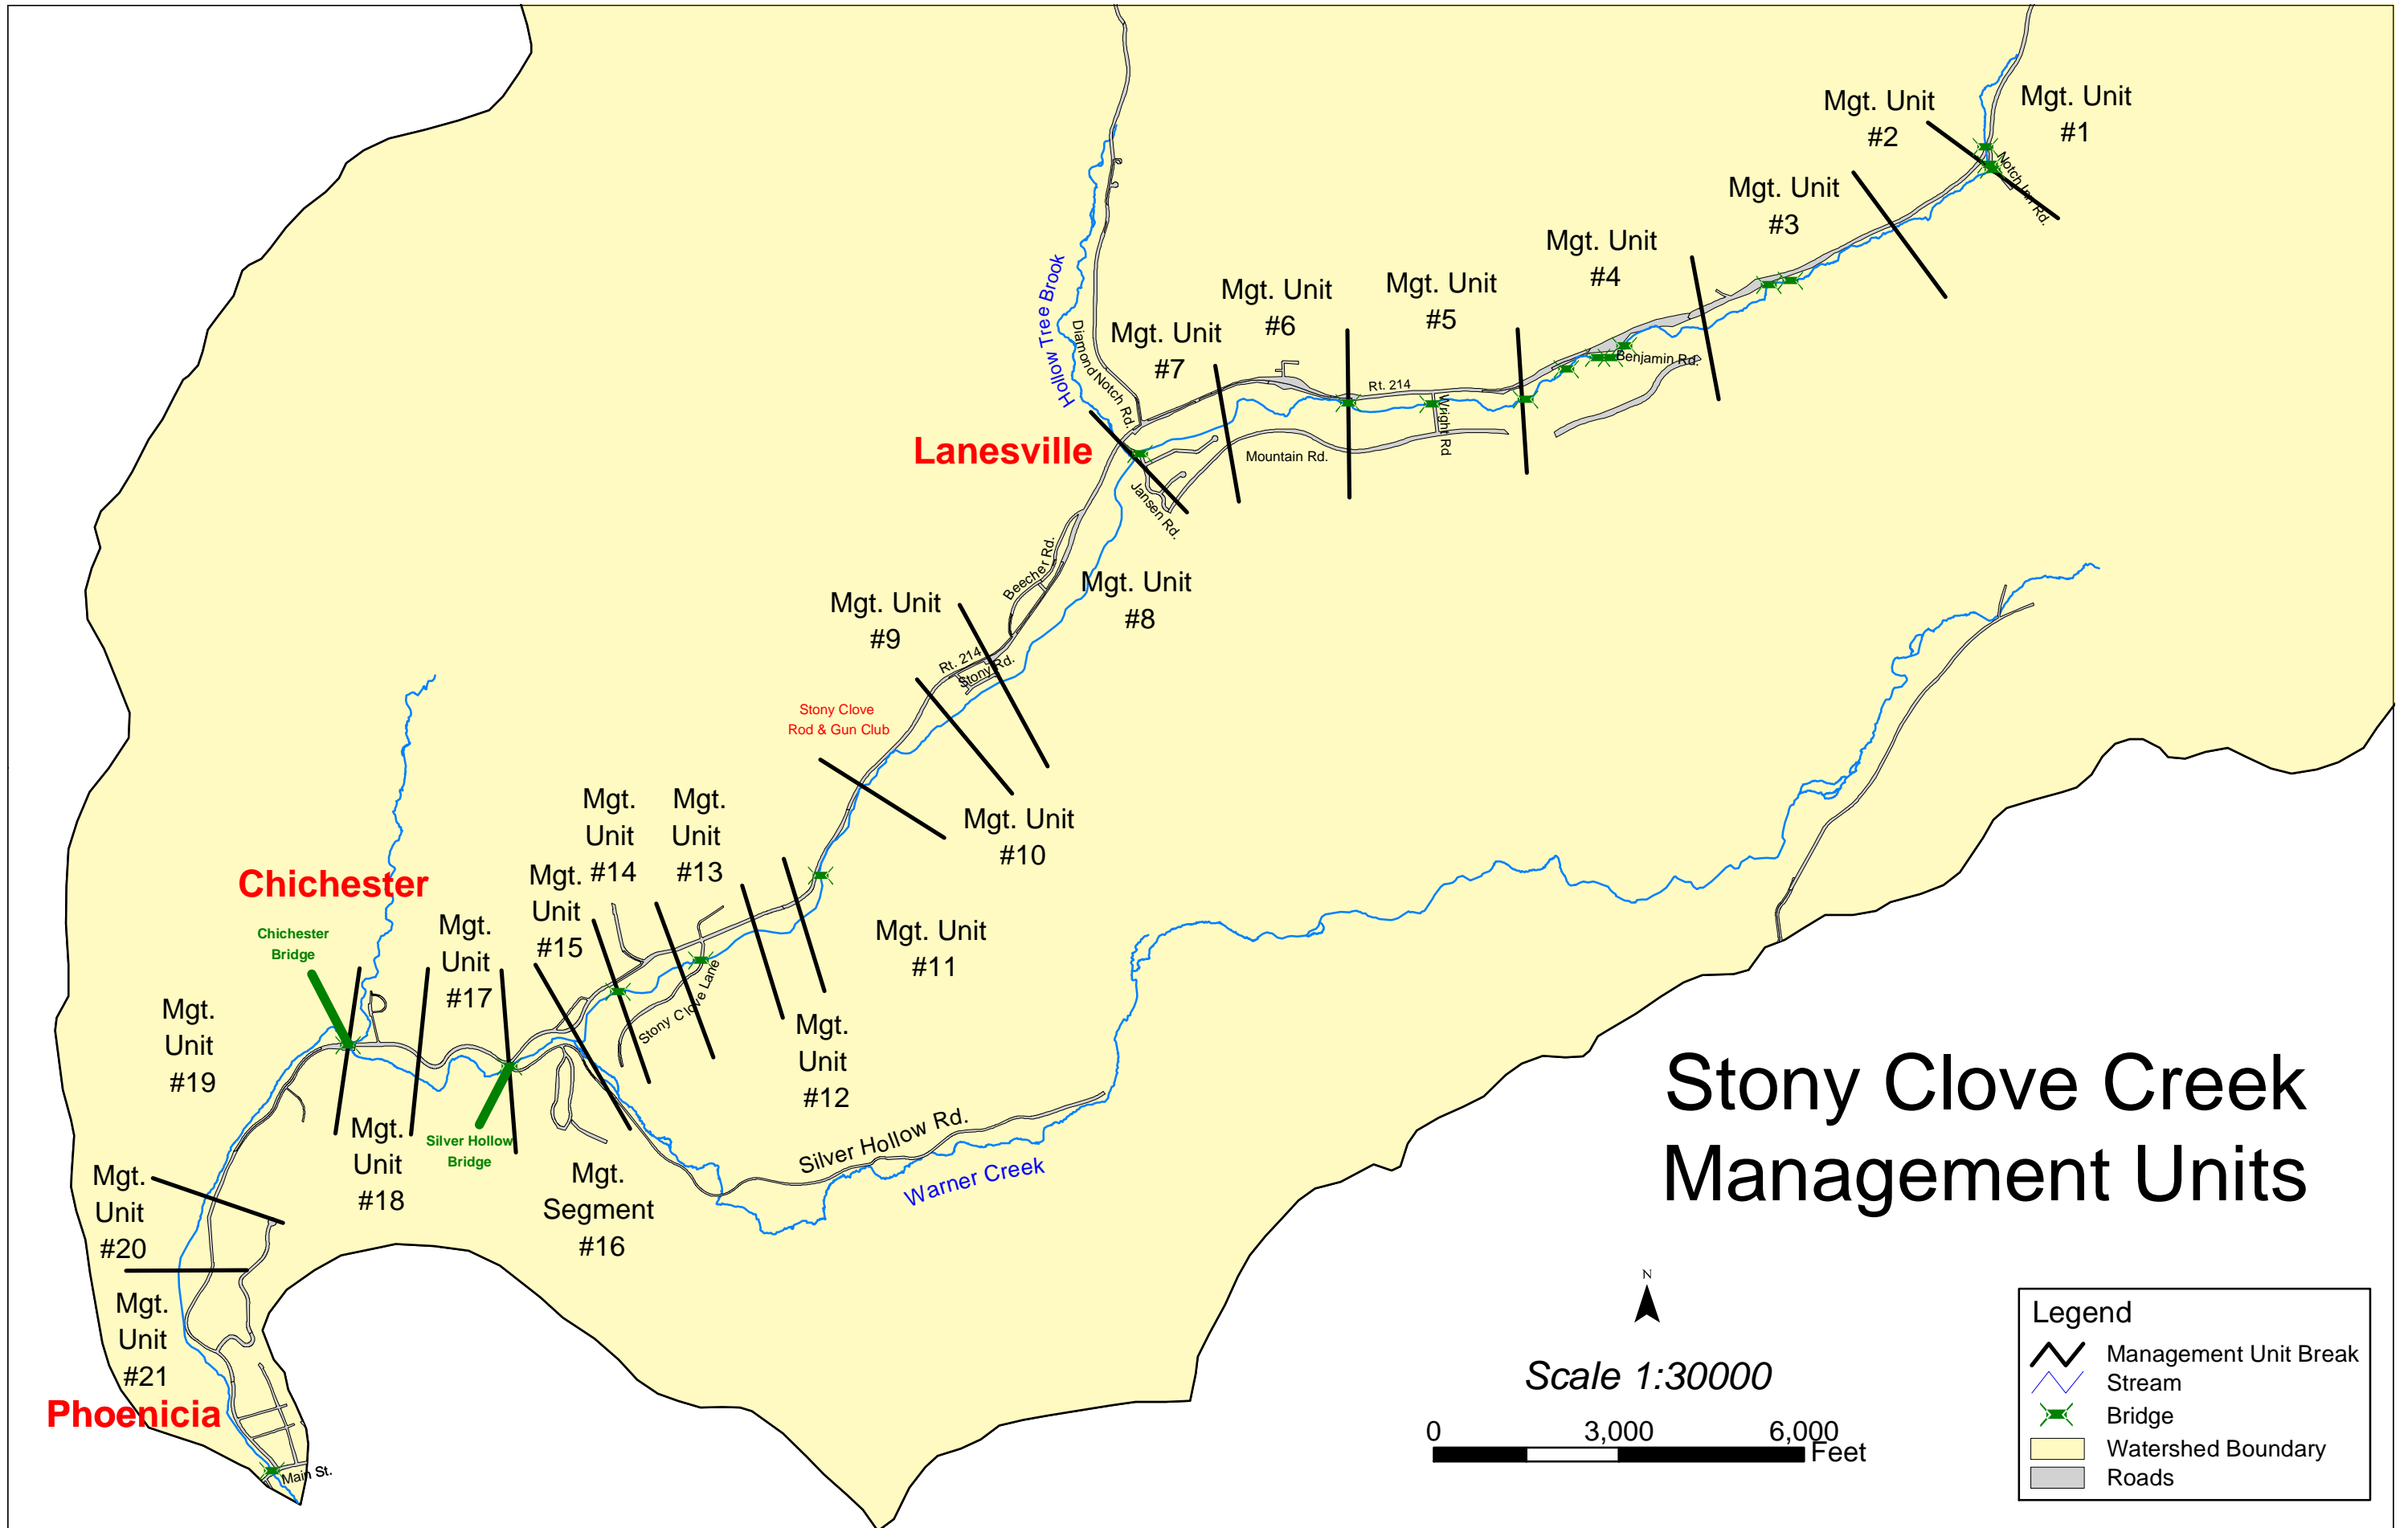 Mgt. Unit
#1
Mgt. Unit
#2
Notch Inn Rd.
Mgt. Unit
#3
Mgt. Unit
#4
Benjamin Rd.
Mgt. Unit
#5
Rt. 214
Wright Rd
Mgt. Unit
#6
Mountain Rd.
Mgt. Unit
#7
Hollow Tree Brook
Diamond Notch Rd.
Lanesville
Jansen Rd.
Beecher Rd.
Mgt. Unit
#8
Mgt. Unit
#9
Rt. 214
Stony Rd.
Stony Clove
Rod & Gun Club
Mgt. Unit
#10
Mgt. Unit
#11
Mgt.
Unit
#12
Mgt.
Unit
#13
Mgt.
Unit
#14
Mgt.
Unit
#15
Stony Clove Lane
Chichester
Chichester
Bridge
Mgt.
Unit
#17
Silver Hollow
Bridge
Mgt.
Segment
#16
Silver Hollow Rd.
Warner Creek
Mgt.
Unit
#18
Mgt.
Unit
#19
Mgt.
Unit
#20
Mgt.
Unit
#21
Phoenicia
Main St.
Stony Clove Creek
Management Units
N
Scale 1:30000
0 3,000 6,000
Feet
Legend
Management Unit Break
Stream
Bridge
Watershed Boundary
Roads